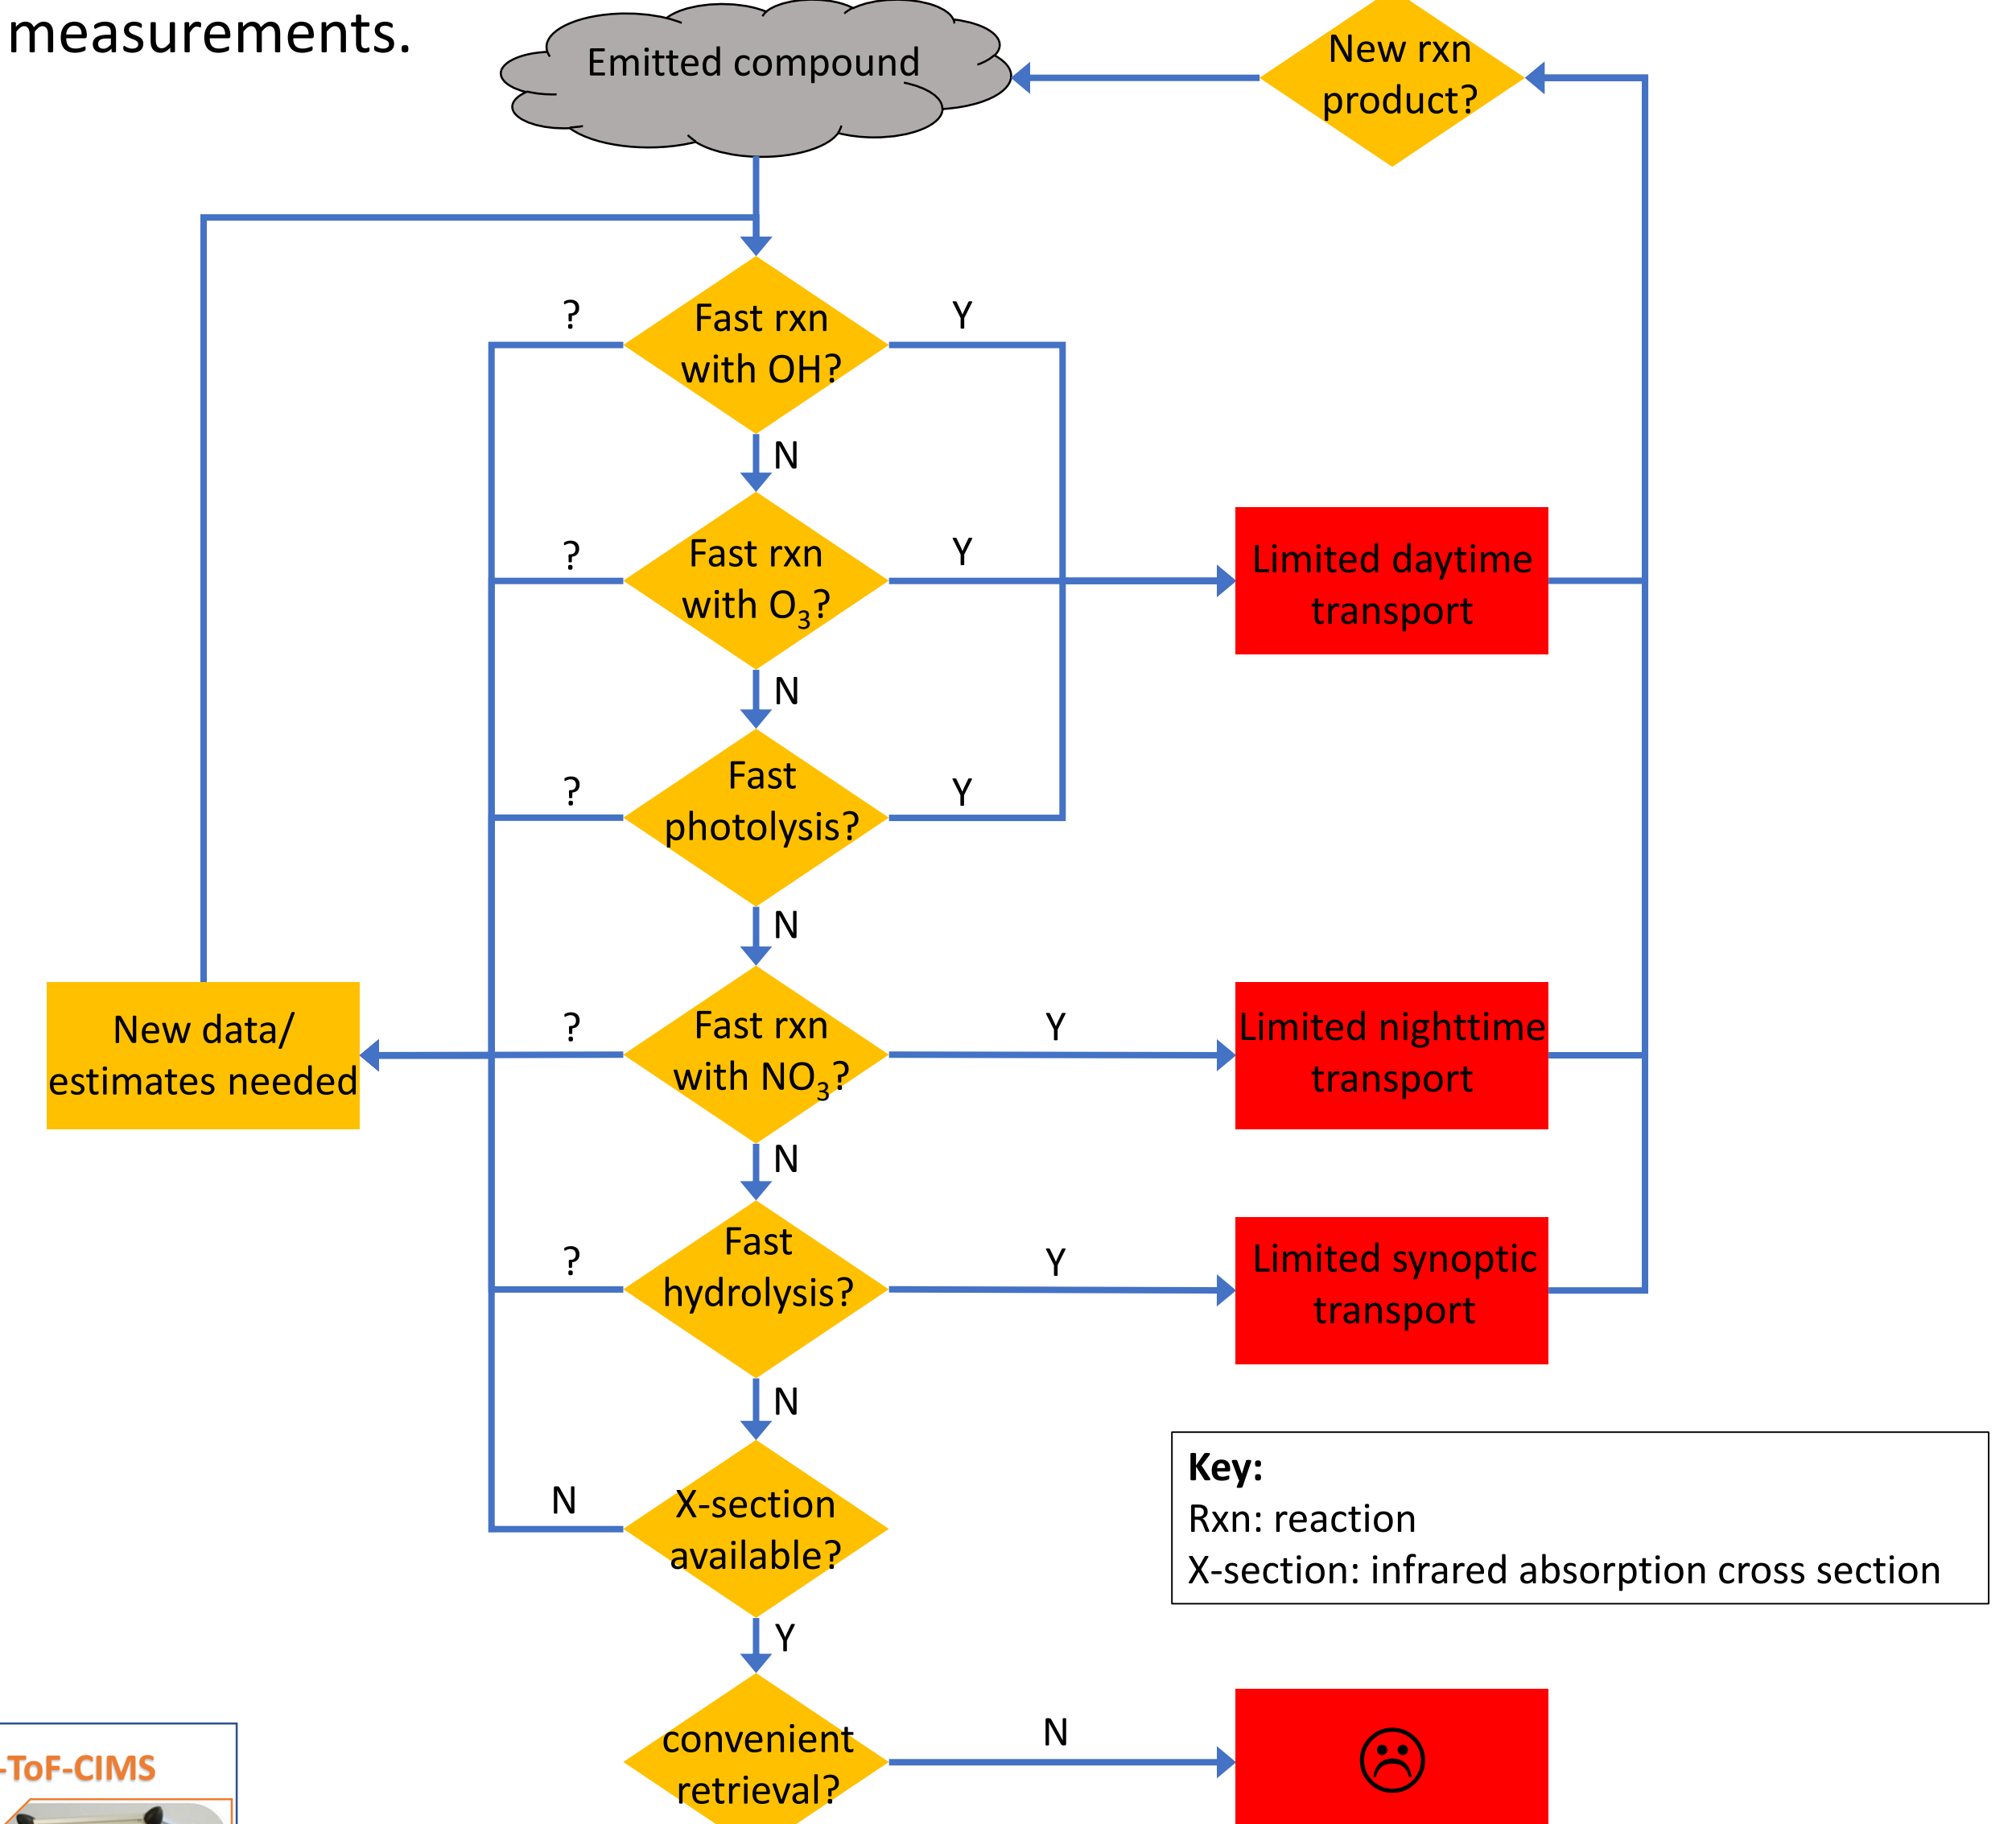 measurements.
Emitted compound
New rxn
product?
?
Fast rxn
with OH?
Y
N
?
Fast rxn
with O₃?
Y
Limited daytime
transport
N
?
Fast
photolysis?
Y
N
New data/
estimates needed
?
Fast rxn
with NO₃?
Y
Limited nighttime
transport
N
?
Fast
hydrolysis?
Y
Limited synoptic
transport
N
N
X-section
available?
Key:
Rxn: reaction
X-section: infrared absorption cross section
Y
convenient
retrieval?
N
-ToF-CIMS